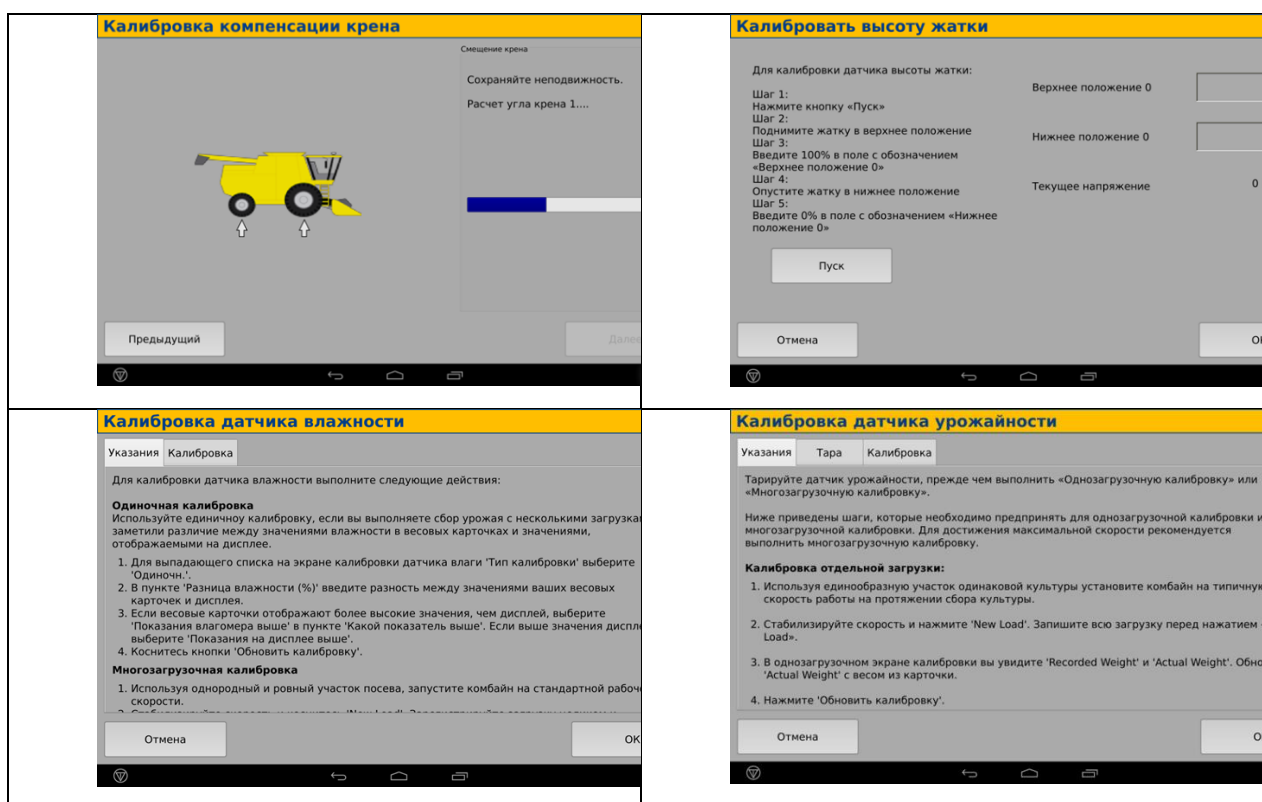 Калибровка компенсации крена
Смещение крена
Сохраняйте неподвижность.
Расчет угла крена 1....
Предыдущий
Далее
Калибровать высоту жатки
Для калибровки датчика высоты жатки:
Шаг 1:
Нажмите кнопку «Пуск»
Шаг 2:
Поднимите жатку в верхнее положение
Шаг 3:
Введите 100% в поле с обозначением
«Верхнее положение 0»
Шаг 4:
Опустите жатку в нижнее положение
Шаг 5:
Введите 0% в поле с обозначением «Нижнее
положение 0»
Верхнее положение 0
Нижнее положение 0
Текущее напряжение
0
Пуск
Отмена
Калибровка датчика влажности
Указания Калибровка
Для калибровки датчика влажности выполните следующие действия:
Одиночная калибровка
Используйте единичноу калибровку, если вы выполняете сбор урожая с несколькими
заметили различие между значениями влажности в весовых карточках и значениями,
отображаемыми на дисплее.
1. Для выпадающего списка на экране калибровки датчика влаги 'Тип калибровки' выберите
'Одиночн.'.
2. В пункте 'Разница влажности (%)' введите разность между значениями ваших весовых
карточек и дисплея.
3. Если весовые карточки отображают более высокие значения, чем дисплей, выберите
'Показания влагомера выше' в пункте 'Какой показатель выше'. Если выше значения
выберите 'Показания на дисплее выше'.
4. Коснитесь кнопки 'Обновить калибровку'.
Многозагрузочная калибровка
1. Используя однородный и ровный участок посева, запустите комбайн на стандартной
скорости.
Отмена
OK
Калибровка датчика урожайности
Указания Тара Калибровка
Тарируйте датчик урожайности, прежде чем выполнить «Однозагрузочную калибровку» или
«Многозагрузочную калибровку».
Ниже приведены шаги, которые необходимо предпринять для однозагрузочной калибровки и
многозагрузочной калибровки. Для достижения максимальной скорости рекомендуется
выполнить многозагрузочную калибровку.
Калибровка отдельной загрузки:
1. Используя единообразную участок одинаковой культуры установите комбайн на
скорость работы на протяжении сбора культуры.
2. Стабилизируйте скорость и нажмите 'New Load'. Запишите всю загрузку перед нажатием
Load».
3. В однозагрузочном экране калибровки вы увидите 'Recorded Weight' и 'Actual Weight'.
'Actual Weight' с весом из карточки.
4. Нажмите 'Обновить калибровку'.
Отмена